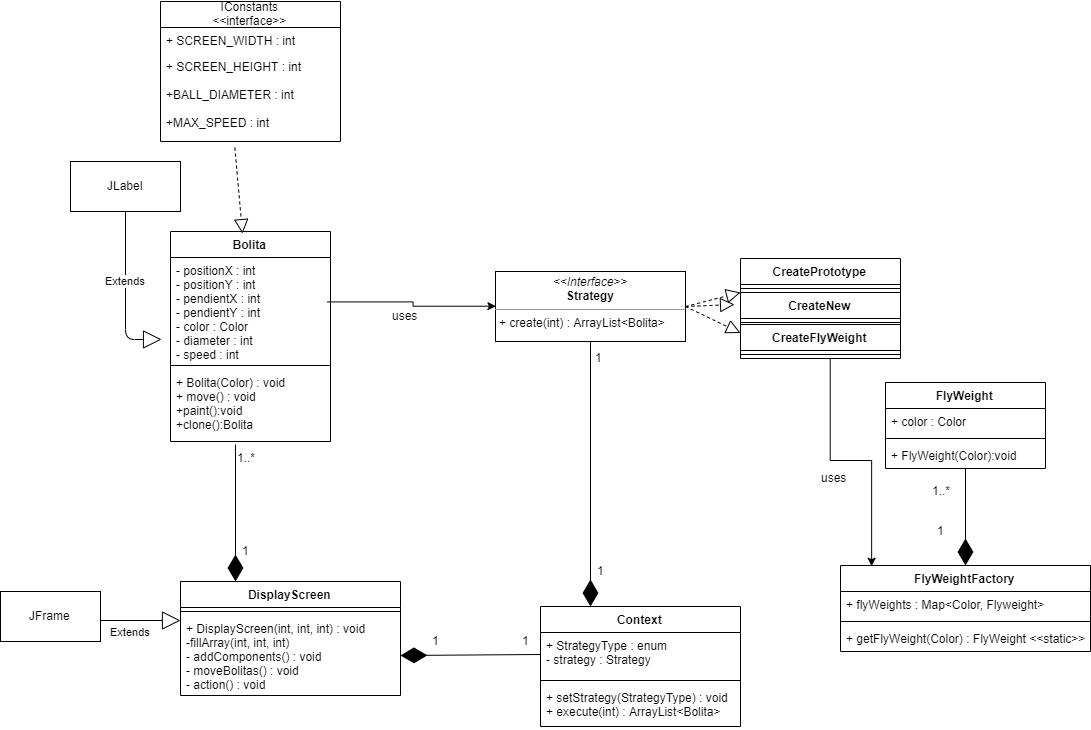 IConstants
<<interface>>
+ SCREEN_WIDTH : int
+ SCREEN_HEIGHT : int
+BALL_DIAMETER : int
+MAX_SPEED : int
JLabel
Extends
Bolita
- positionX : int
- positionY : int
- pendientX : int
- pendientY : int
- color : Color
- diameter : int
- speed : int
+ Bolita(Color) : void
+ move() : void
+paint():void
+clone():Bolita
uses
<<Interface>>
Strategy
+ create(int) : ArrayList<Bolita>
CreatePrototype
CreateNew
CreateFlyWeight
uses
FlyWeight
+ color : Color
+ FlyWeight(Color):void
1..*
1
FlyWeightFactory
+ flyWeights : Map<Color, Flyweight>
+ getFlyWeight(Color) : FlyWeight <<static>>
1..*
1
JFrame
Extends
DisplayScreen
+ DisplayScreen(int, int, int) : void
-fillArray(int, int, int)
- addComponents() : void
- moveBolitas() : void
- action() : void
1
1
1
1
Context
+ StrategyType : enum
- strategy : Strategy
+ setStrategy(StrategyType) : void
+ execute(int) : ArrayList<Bolita>